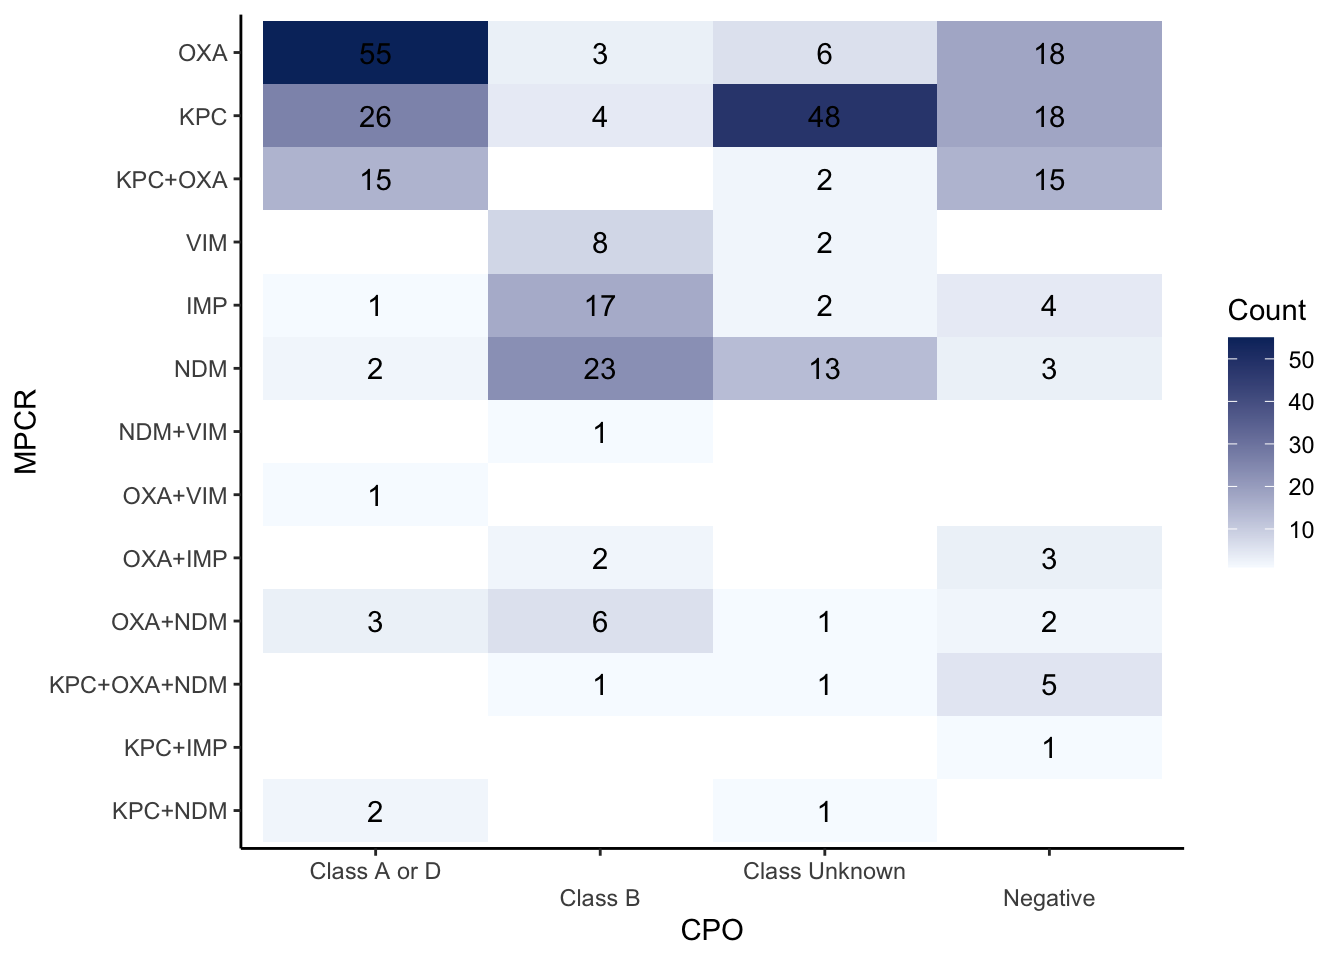 OXA 55 3 6 18
KPC 26 4 48 18
KPC+OXA 15 2 15
VIM 8 2
IMP 1 17 2 4
NDM 2 23 13 3
NDM+VIM 1
OXA+VIM 1
OXA+IMP 2 3
OXA+NDM 3 6 1 2
KPC+OXA+NDM 1 1 5
KPC+IMP 1
KPC+NDM 2 1
MPCR
Class A or D Class Unknown
Class B Negative
CPO
Count
50
40
30
20
10